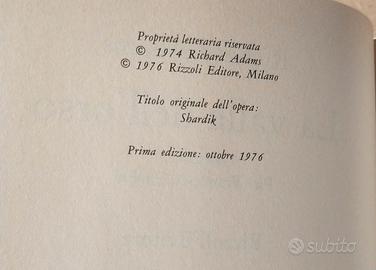 Proprietà letteraria riservata
© 1974 Richard Adams
© 1976 Rizzoli Editore, Milano
Titolo originale dell'opera:
Shardik
Prima edizione: ottobre 1976
subito